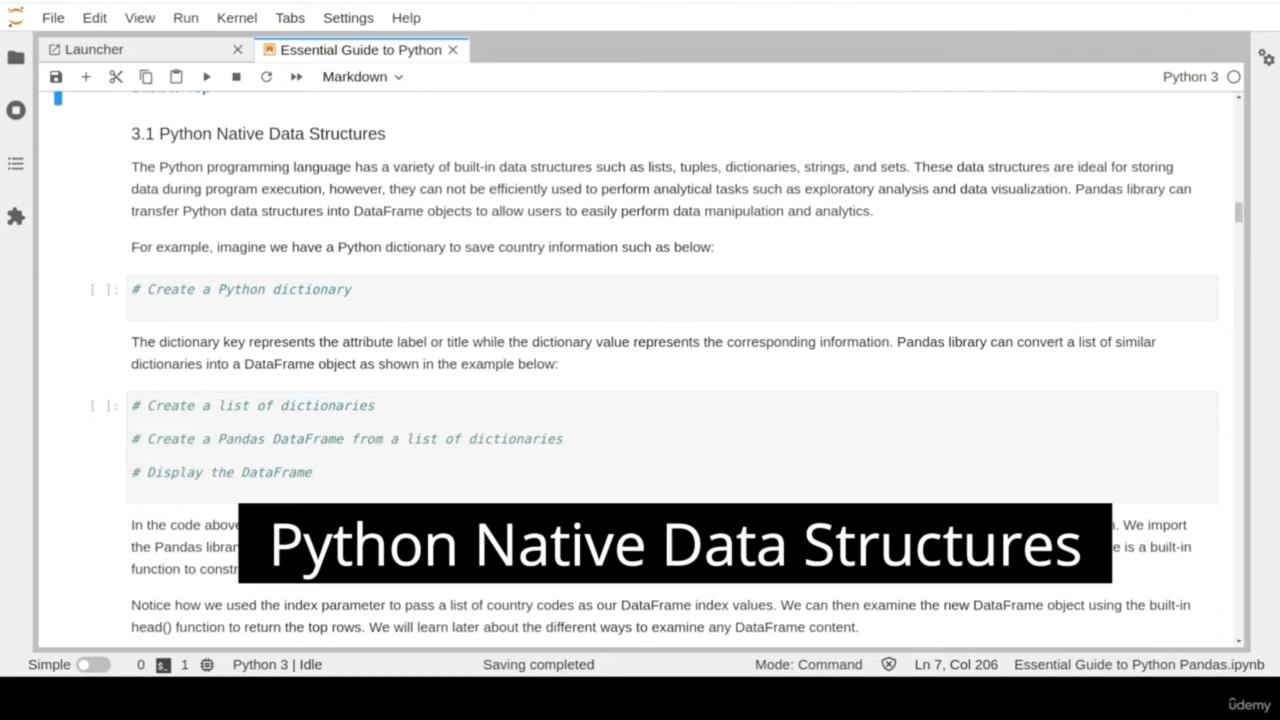 File Edit View Run Kernel Tabs Settings Help
Launcher
Essential Guide to Python
Markdown
Python 3
3.1 Python Native Data Structures
The Python programming language has a variety of built-in data structures such as lists, tuples, dictionaries, strings, and sets. These data structures are ideal for storing
data during program execution, however, they can not be efficiently used to perform analytical tasks such as exploratory analysis and data visualization. Pandas library can
transfer Python data structures into DataFrame objects to allow users to easily perform data manipulation and analytics.
For example, imagine we have a Python dictionary to save country information such as below:
[ ]:
# Create a Python dictionary
The dictionary key represents the attribute label or title while the dictionary value represents the corresponding information. Pandas library can convert a list of similar
dictionaries into a DataFrame object as shown in the example below:
[ ]:
# Create a list of dictionaries
# Create a Pandas DataFrame from a list of dictionaries
# Display the DataFrame
In the code above We import
the Pandas library is a built-in
function to constr
Python Native Data Structures
Notice how we used the index parameter to pass a list of country codes as our DataFrame index values. We can then examine the new DataFrame object using the built-in
head() function to return the top rows. We will learn later about the different ways to examine any DataFrame content.
Simple 0 $_ 1 Python 3 | Idle Saving completed Mode: Command Ln 7, Col 206 Essential Guide to Python Pandas.ipynb
ûdemy